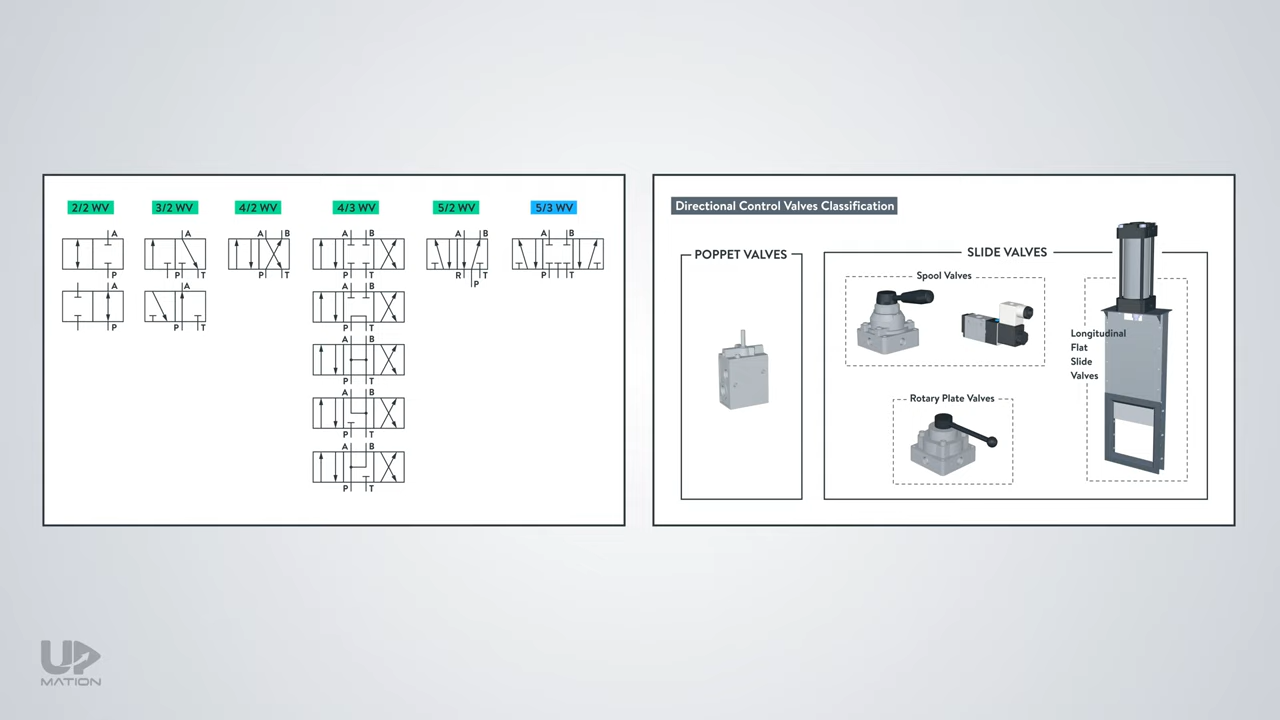 2/2 WV 3/2 WV 4/2 WV 4/3 WV 5/2 WV 5/3 WV
A A A B A B A B A B
P P T P T P T R T P T
P
A A A B
P P T P T
A B
P T
A B
P T
A B
P T
Directional Control Valves Classification
POPPET VALVES
SLIDE VALVES
Spool Valves
Longitudinal
Flat
Slide
Valves
Rotary Plate Valves
UP
MATION